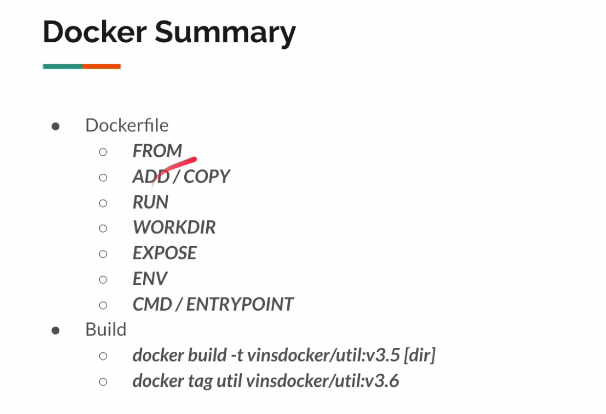 Docker Summary
● Dockerfile
○ FROM
○ ADD / COPY
○ RUN
○ WORKDIR
○ EXPOSE
○ ENV
○ CMD / ENTRYPOINT
● Build
○ docker build -t vinsdocker/util:v3.5 [dir]
○ docker tag util vinsdocker/util:v3.6